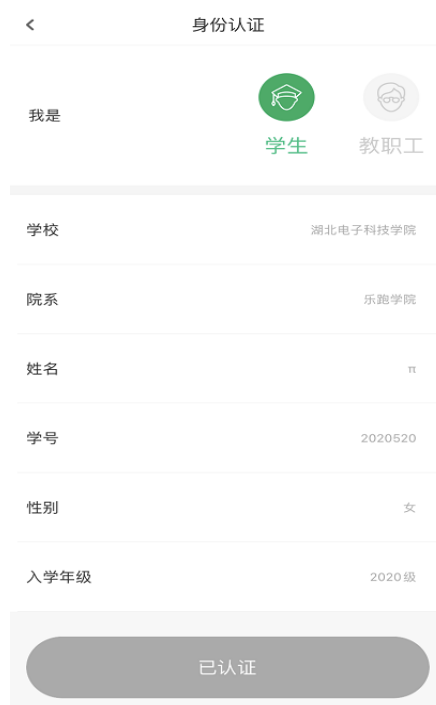 身份认证
我是
学生 教职工
学校 湖北电子科技学院
院系 乐跑学院
姓名 π
学号 2020520
性别 女
入学年级 2020级
已认证